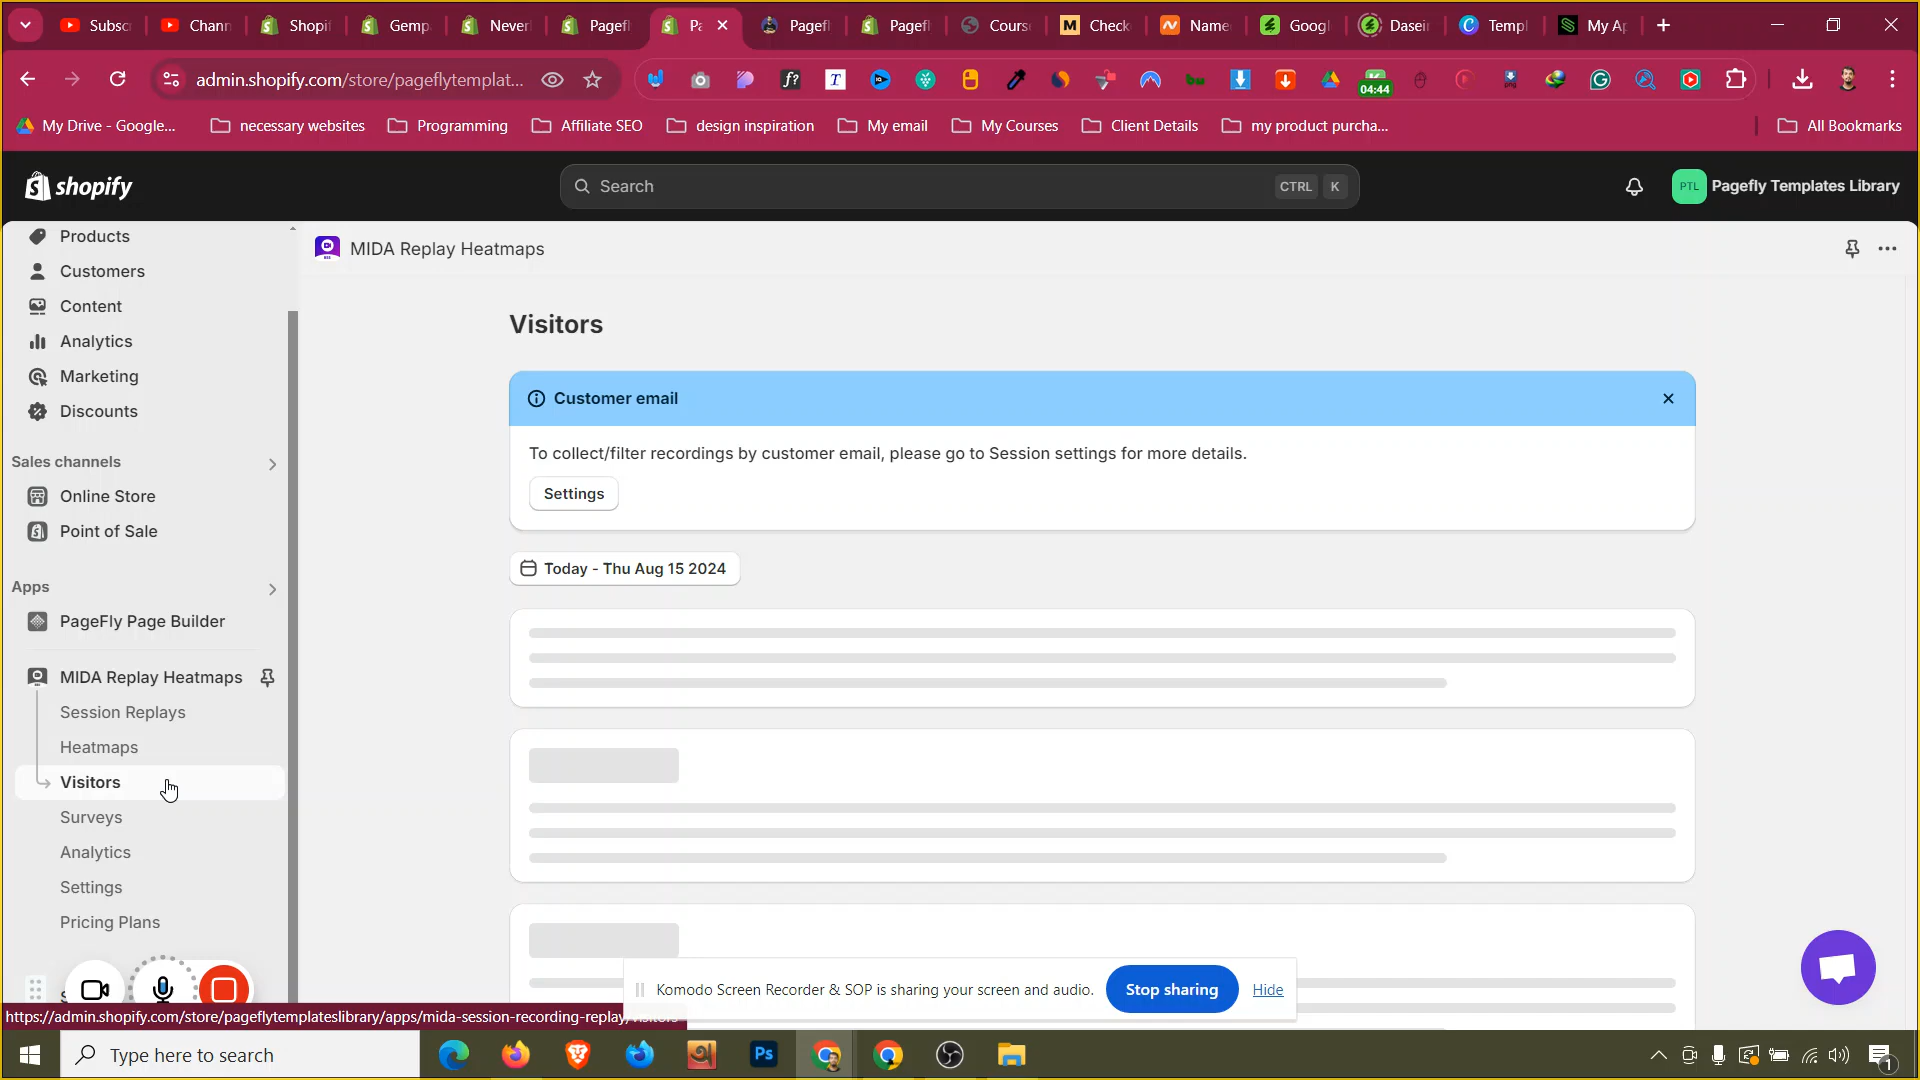 Subsc
Chann
Shopi
Gemp
Never
Pagefl
Pa
Pagef
Pagef
Cours
Check
Name
Googl
Dasei
Templ
My Ap
admin.shopify.com/store/pageflytemplat...
04:44
My Drive - Google...
necessary websites
Programming
Affiliate SEO
design inspiration
My email
My Courses
Client Details
my product purcha...
All Bookmarks
shopify
Search
CTRL K
PTL
Pagefly Templates Library
Products
Customers
Content
Analytics
Marketing
Discounts
Sales channels
Online Store
Point of Sale
Apps
PageFly Page Builder
MIDA Replay Heatmaps
Session Replays
Heatmaps
Visitors
Surveys
Analytics
Settings
Pricing Plans
MIDA Replay Heatmaps
Visitors
Customer email
To collect/filter recordings by customer email, please go to Session settings for more details.
Settings
Today - Thu Aug 15 2024
Komodo Screen Recorder & SOP is sharing your screen and audio.
Stop sharing
Hide
https://admin.shopify.com/store/pageflytemplateslibrary/apps/mida-session-recording-replay/visitors
Type here to search
Ps
1